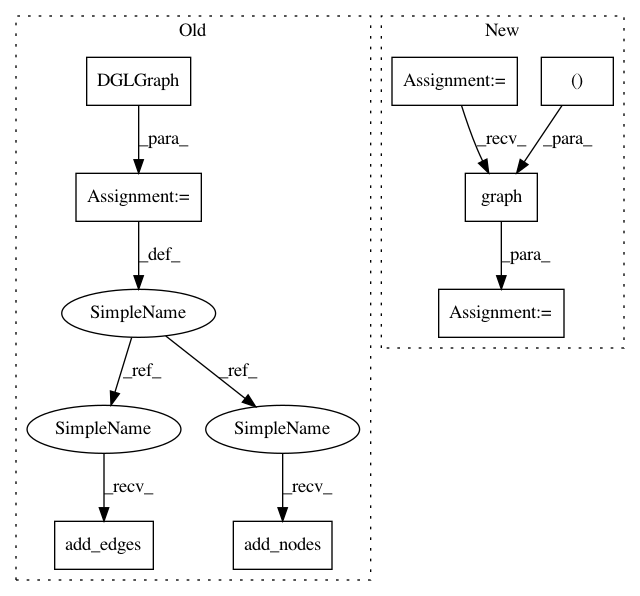 Old
New
DGLGraph
Assignment:=
()
_para_
_recv_
_para_
Assignment:=
graph
_def_
_para_
SimpleName
Assignment:=
_ref_
_ref_
SimpleName
SimpleName
_recv_
_recv_
add_edges
add_nodes